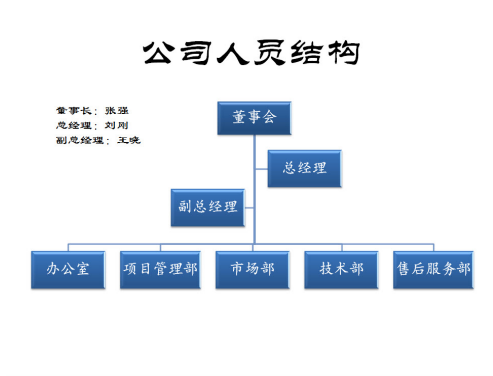 公司人员结构
董事长：张强
总经理：刘刚
副总经理：王晓
董事会
总经理
副总经理
办公室 项目管理部 市场部 技术部 售后服务部